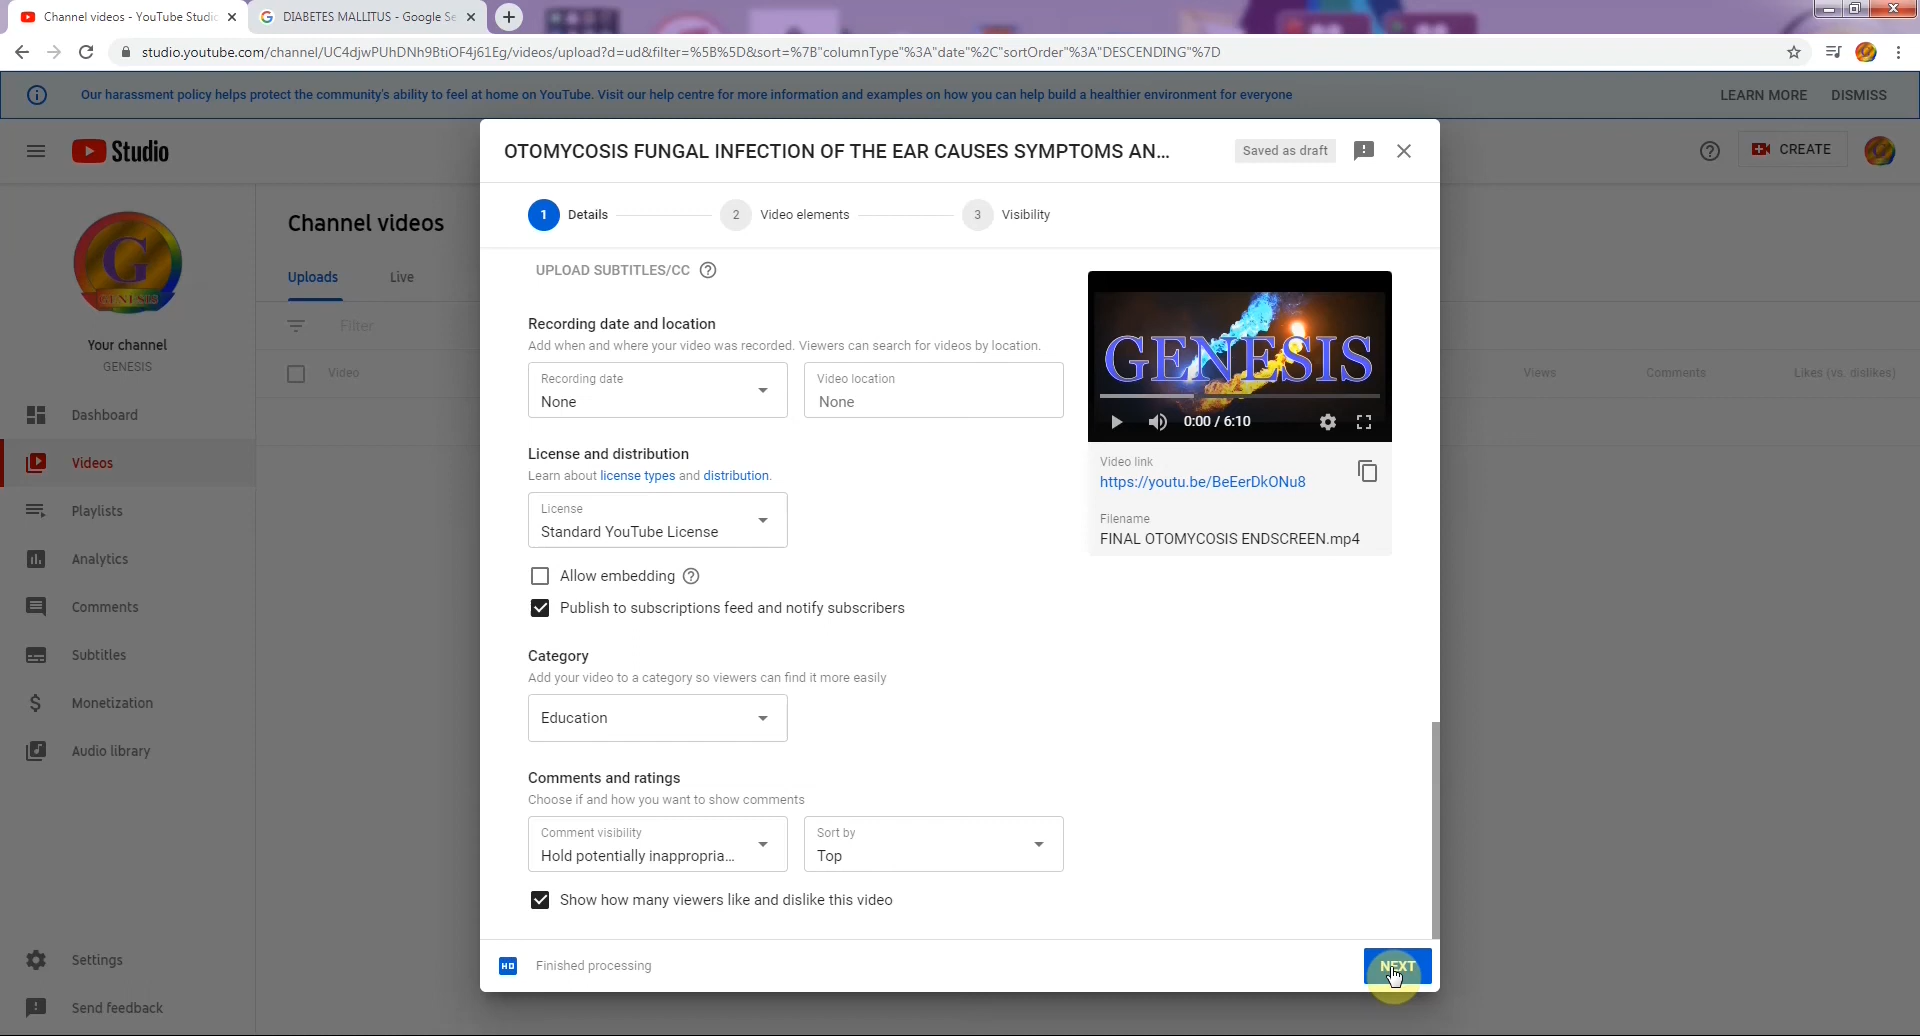 Channel videos - YouTube Studio
DIABETES MALLITUS - Google Se
studio.youtube.com/channel/UC4djwPUhDNh9BtiOF4j61Eg/videos/upload?d=ud&filter=%5B%5D&sort=%7B"columnType"%3A"date"%2C"sortOrder"%3A"DESCENDING"%7D
Our harassment policy helps protect the community's ability to feel at home on YouTube. Visit our help centre for more information and examples on how you can help build a healthier environment for everyone
LEARN MORE
DISMISS
Studio
CREATE
G
GENESIS
Your channel
GENESIS
Dashboard
Videos
Playlists
Analytics
Comments
Subtitles
Monetization
Audio library
Settings
Send feedback
Channel videos
Uploads
Live
Filter
Video
Views
Comments
Likes (vs. dislikes)
OTOMYCOSIS FUNGAL INFECTION OF THE EAR CAUSES SYMPTOMS AN...
Saved as draft
1 Details
2 Video elements
3 Visibility
UPLOAD SUBTITLES/CC
Recording date and location
Add when and where your video was recorded. Viewers can search for videos by location.
Recording date
None
Video location
None
License and distribution
Learn about license types and distribution.
License
Standard YouTube License
Allow embedding
Publish to subscriptions feed and notify subscribers
Category
Add your video to a category so viewers can find it more easily
Education
Comments and ratings
Choose if and how you want to show comments
Comment visibility
Hold potentially inappropria...
Sort by
Top
Show how many viewers like and dislike this video
GENESIS
0:00 / 6:10
Video link
https://youtu.be/BeEerDkONu8
Filename
FINAL OTOMYCOSIS ENDSCREEN.mp4
HD
Finished processing
NEXT